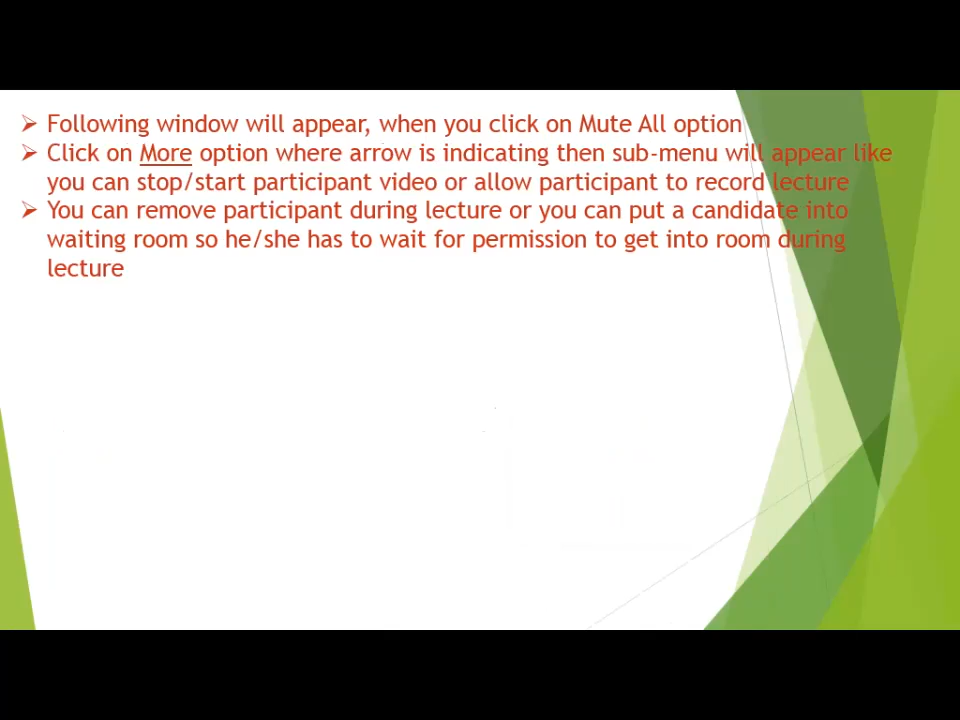 ➢ Following window will appear, when you click on Mute All option
➢ Click on More option where arrow is indicating then sub-menu will appear like
you can stop/start participant video or allow participant to record lecture
➢ You can remove participant during lecture or you can put a candidate into
waiting room so he/she has to wait for permission to get into room during
lecture